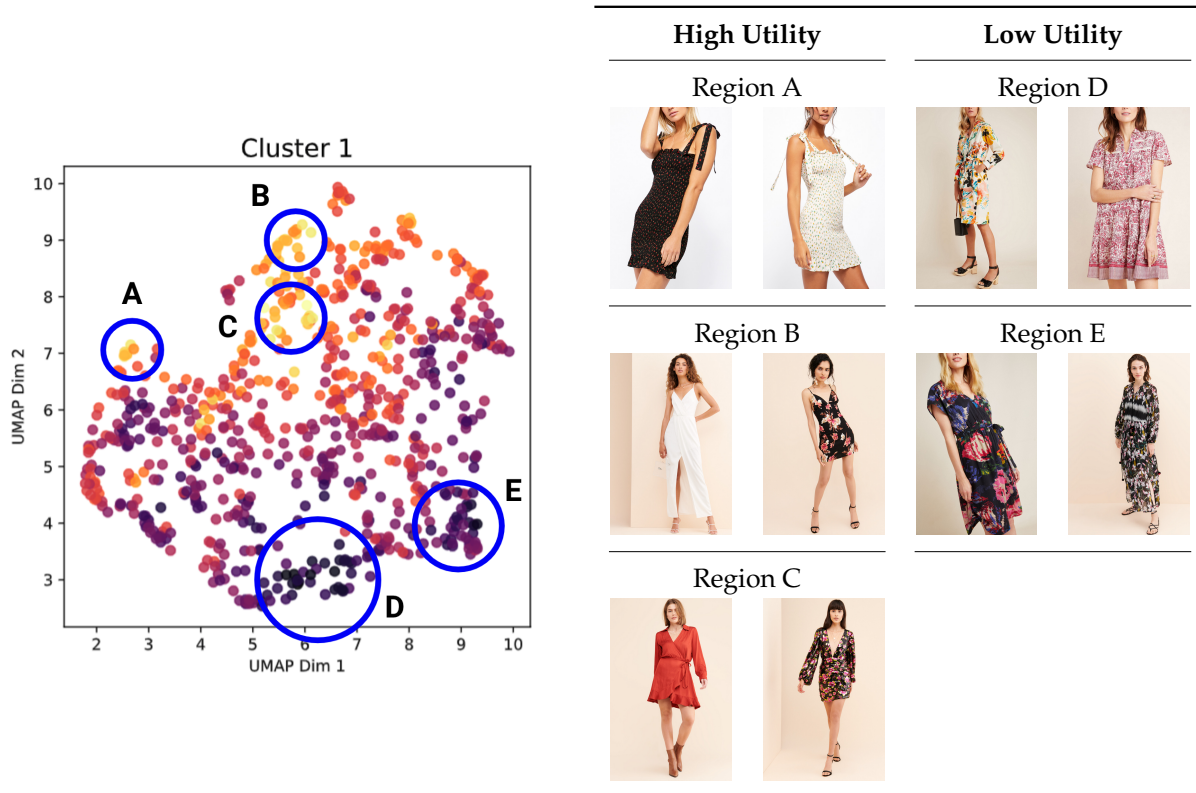 Cluster 1
B
A
C
E
D
10
9
8
7
6
5
4
3
UMAP Dim 2
2 3 4 5 6 7 8 9 10
UMAP Dim 1
High Utility Low Utility
Region A Region D
Region B Region E
Region C